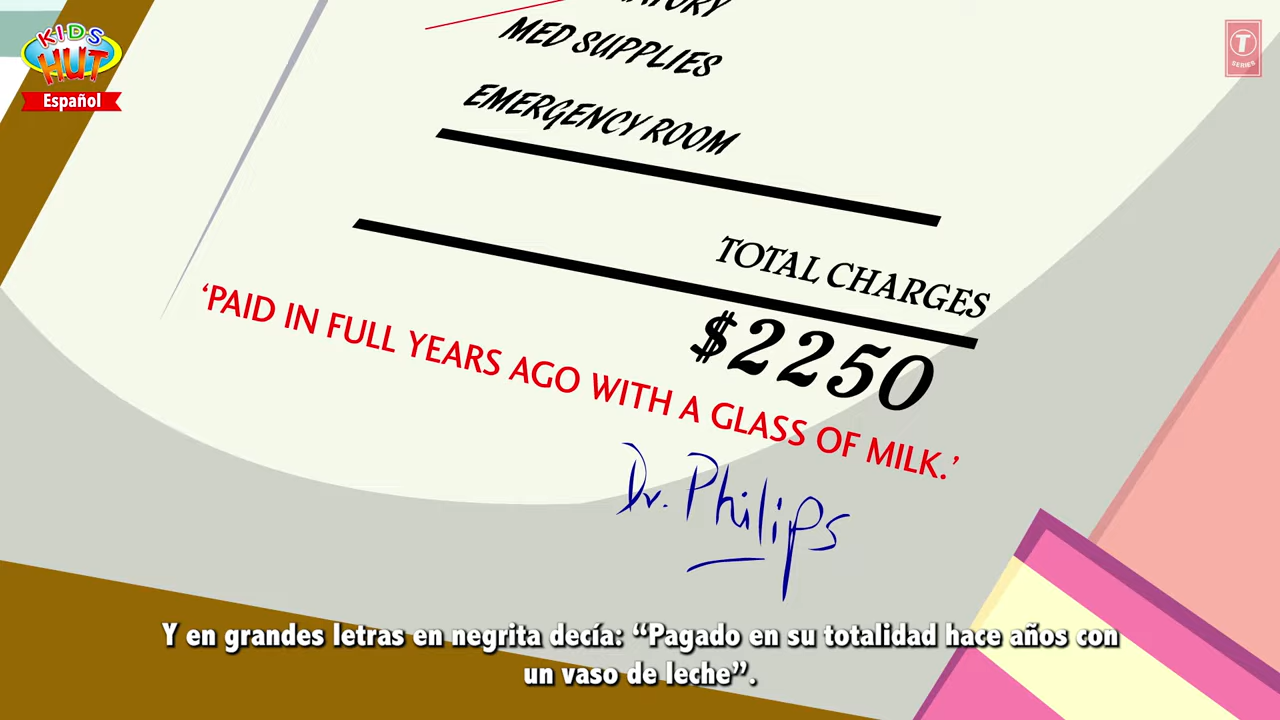 KIDS
HUT
Español
T
SERIES
MED SUPPLIES
EMERGENCY ROOM
TOTAL CHARGES
$2250
‘PAID IN FULL YEARS AGO WITH A GLASS OF MILK.’
Dr. Philips
Y en grandes letras en negrita decía: “Pagado en su totalidad hace años con
un vaso de leche”.